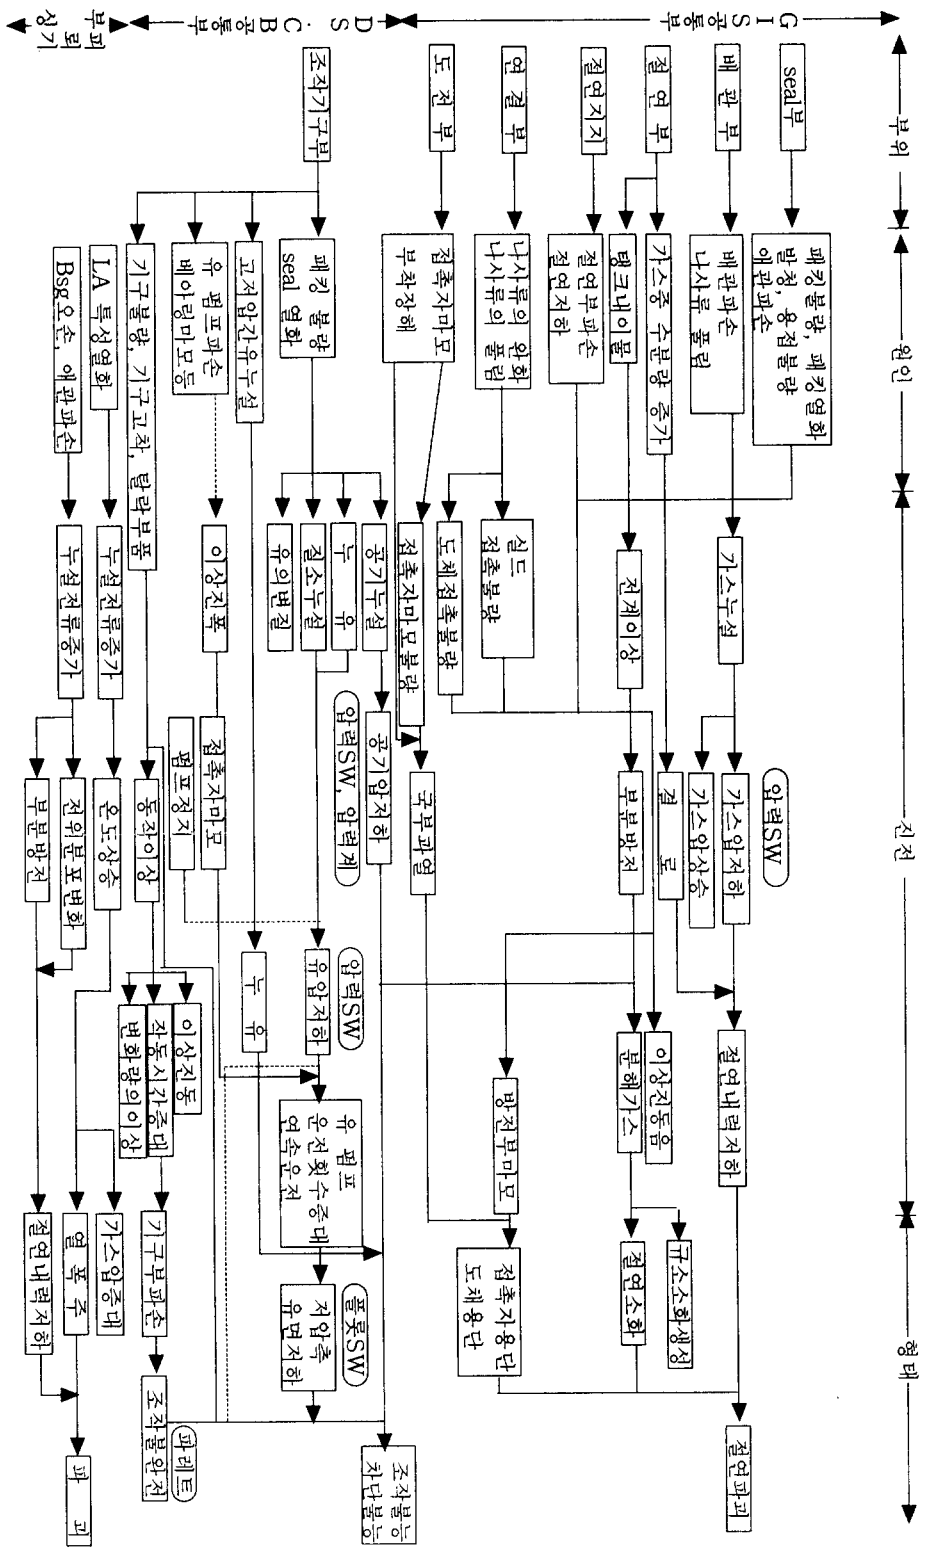 부위
원인
진전
형태
GIS공통부
seal부
패킹불량, 패킹열화
발청, 용접불량
애관파손
배 관 부
배관파손
나사류 풀림
가스누설
가스압저하
가스압상승
압력SW
절연내력저하
절연파괴
절 연 부
가스중 수분량 증가
탱크내이물
결 로
전계이상
부분방전
이상진동음
분해가스
규소소화생성
절연소화
절연지지
절연부파손
절연저하
연 결 부
나사류의 완화
나사류의 풀림
실드
접촉불량
도체접촉불량
방전부마모
접촉자용단
도체용단
도 전 부
접촉자마모
부착장해
접촉자마모불량
국부과열
DS·CB공통부
조작기구부
패킹 불량
seal 열화
공기누설
누 유
질소누설
유의변질
공기압저하
압력SW, 압력계
유압저하
압력SW
유 펌프
운전횟수증대
연속운전
저압측
유면저하
플롯SW
조작불능
차단불능
고저압간유누설
누 유
유 펌프파손
베아링마모등
이상진폭
접촉자마모
펌프정지
기구불량, 기구고착, 탈락부품
동작이상
이상진동
작동시간증대
변화량의이상
기구부파손
조작불완전
파레트
피뢰기
부싱
LA 특성열화
누설전류증가
온도상승
가스압증대
열 폭 주
파 괴
Bsg오손, 애관파손
누설전류증가
전위분포변화
부분방전
절연내력저하